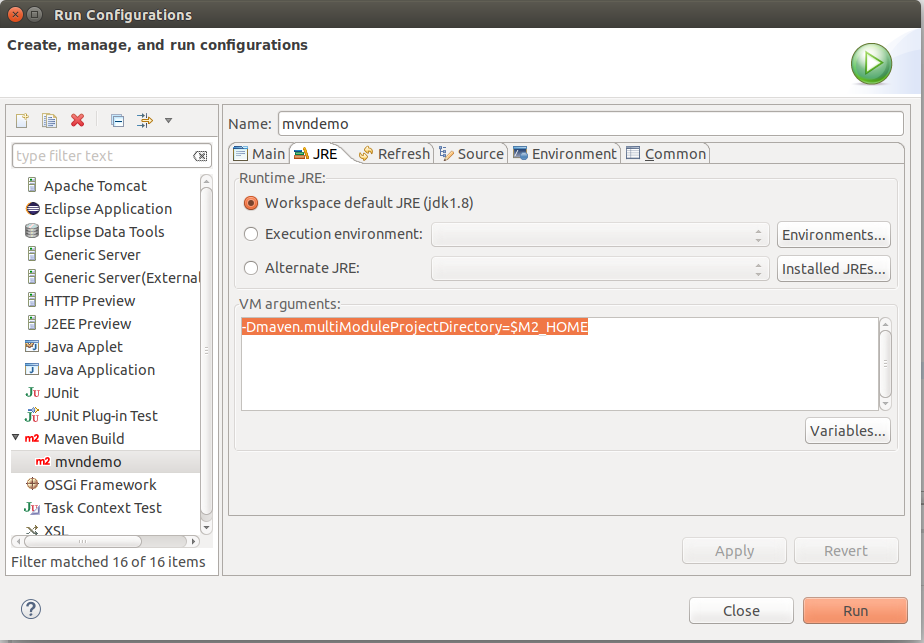 Run Configurations
Create, manage, and run configurations
Name: mvndemo
type filter text
Main JRE Refresh Source Environment Common
Apache Tomcat
Eclipse Application
Eclipse Data Tools
Generic Server
Generic Server(External
HTTP Preview
J2EE Preview
Java Applet
Java Application
JUnit
JUnit Plug-in Test
Maven Build
mvndemo
OSGi Framework
Task Context Test
XSL
Filter matched 16 of 16 items
Runtime JRE:
Workspace default JRE (jdk1.8)
Execution environment: Environments...
Alternate JRE: Installed JREs...
VM arguments:
-Dmaven.multiModuleProjectDirectory=$M2_HOME
Variables...
Apply Revert
Close Run